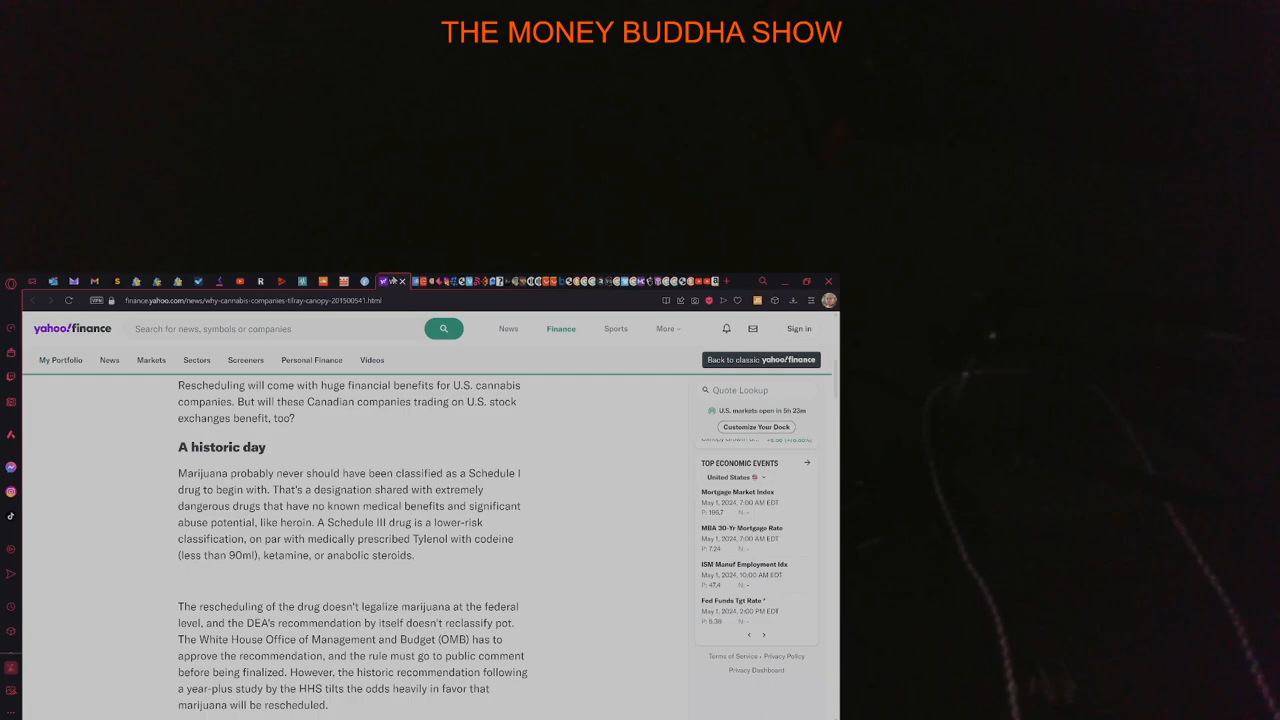 THE MONEY BUDDHA SHOW
VPN
finance.yahoo.com/news/why-cannabis-companies-tilray-canopy-201500541.html
yahoo!finance
Search for news, symbols or companies
News
Finance
Sports
More
Sign in
My Portfolio
News
Markets
Sectors
Screeners
Personal Finance
Videos
Back to classic yahoo!finance
Rescheduling will come with huge financial benefits for U.S. cannabis
companies. But will these Canadian companies trading on U.S. stock
exchanges benefit, too?
A historic day
Marijuana probably never should have been classified as a Schedule I
drug to begin with. That's a designation shared with extremely
dangerous drugs that have no known medical benefits and significant
abuse potential, like heroin. A Schedule III drug is a lower-risk
classification, on par with medically prescribed Tylenol with codeine
(less than 90ml), ketamine, or anabolic steroids.
The rescheduling of the drug doesn't legalize marijuana at the federal
level, and the DEA's recommendation by itself doesn't reclassify pot.
The White House Office of Management and Budget (OMB) has to
approve the recommendation, and the rule must go to public comment
before being finalized. However, the historic recommendation following
a year-plus study by the HHS tilts the odds heavily in favor that
marijuana will be rescheduled.
Quote Lookup
U.S. markets open in 5h 23m
Customize Your Dock
TOP ECONOMIC EVENTS
United States
Mortgage Market Index
May 1, 2024, 7:00 AM EDT
P: 196.7 N: -
MBA 30-Yr Mortgage Rate
May 1, 2024, 7:00 AM EDT
P: 7.24 N: -
ISM Manuf Employment Idx
May 1, 2024, 10:00 AM EDT
P: 47.4 N: -
Fed Funds Tgt Rate *
May 1, 2024, 2:00 PM EDT
P: 5.38 N: -
Terms of Service • Privacy Policy
Privacy Dashboard